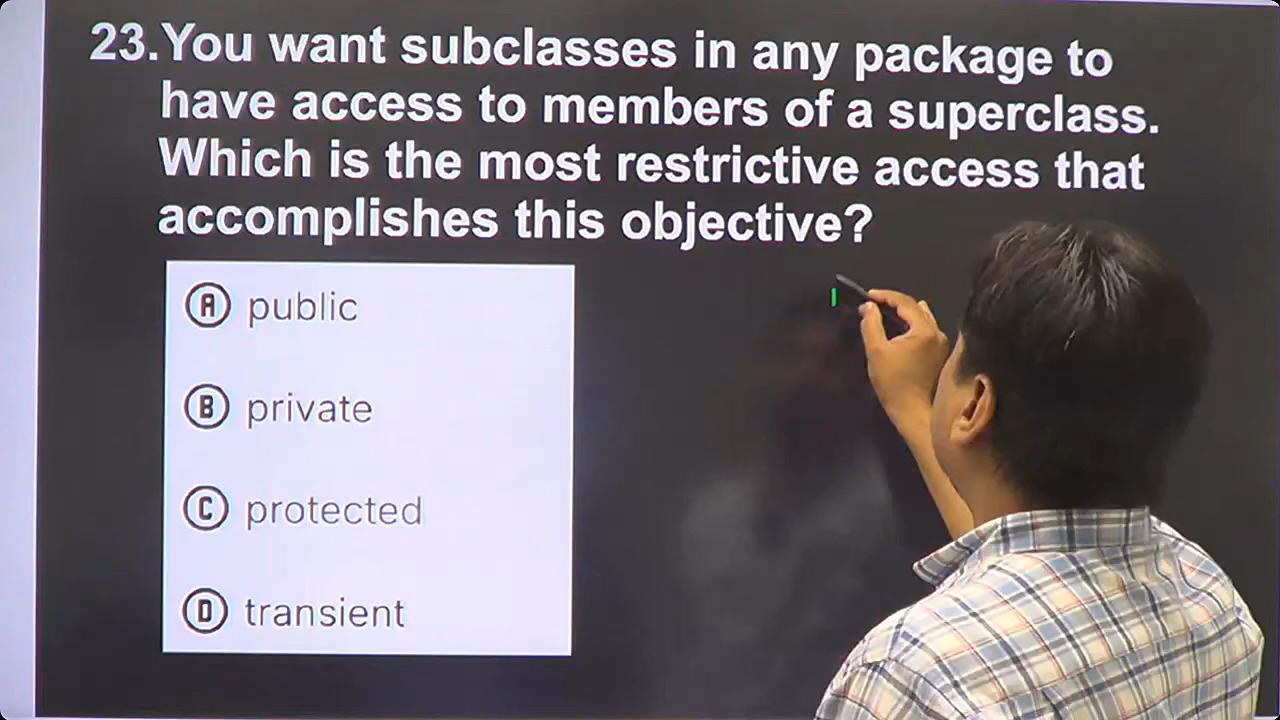 23.You want subclasses in any package to
have access to members of a superclass.
Which is the most restrictive access that
accomplishes this objective?
A public
B private
C protected
D transient